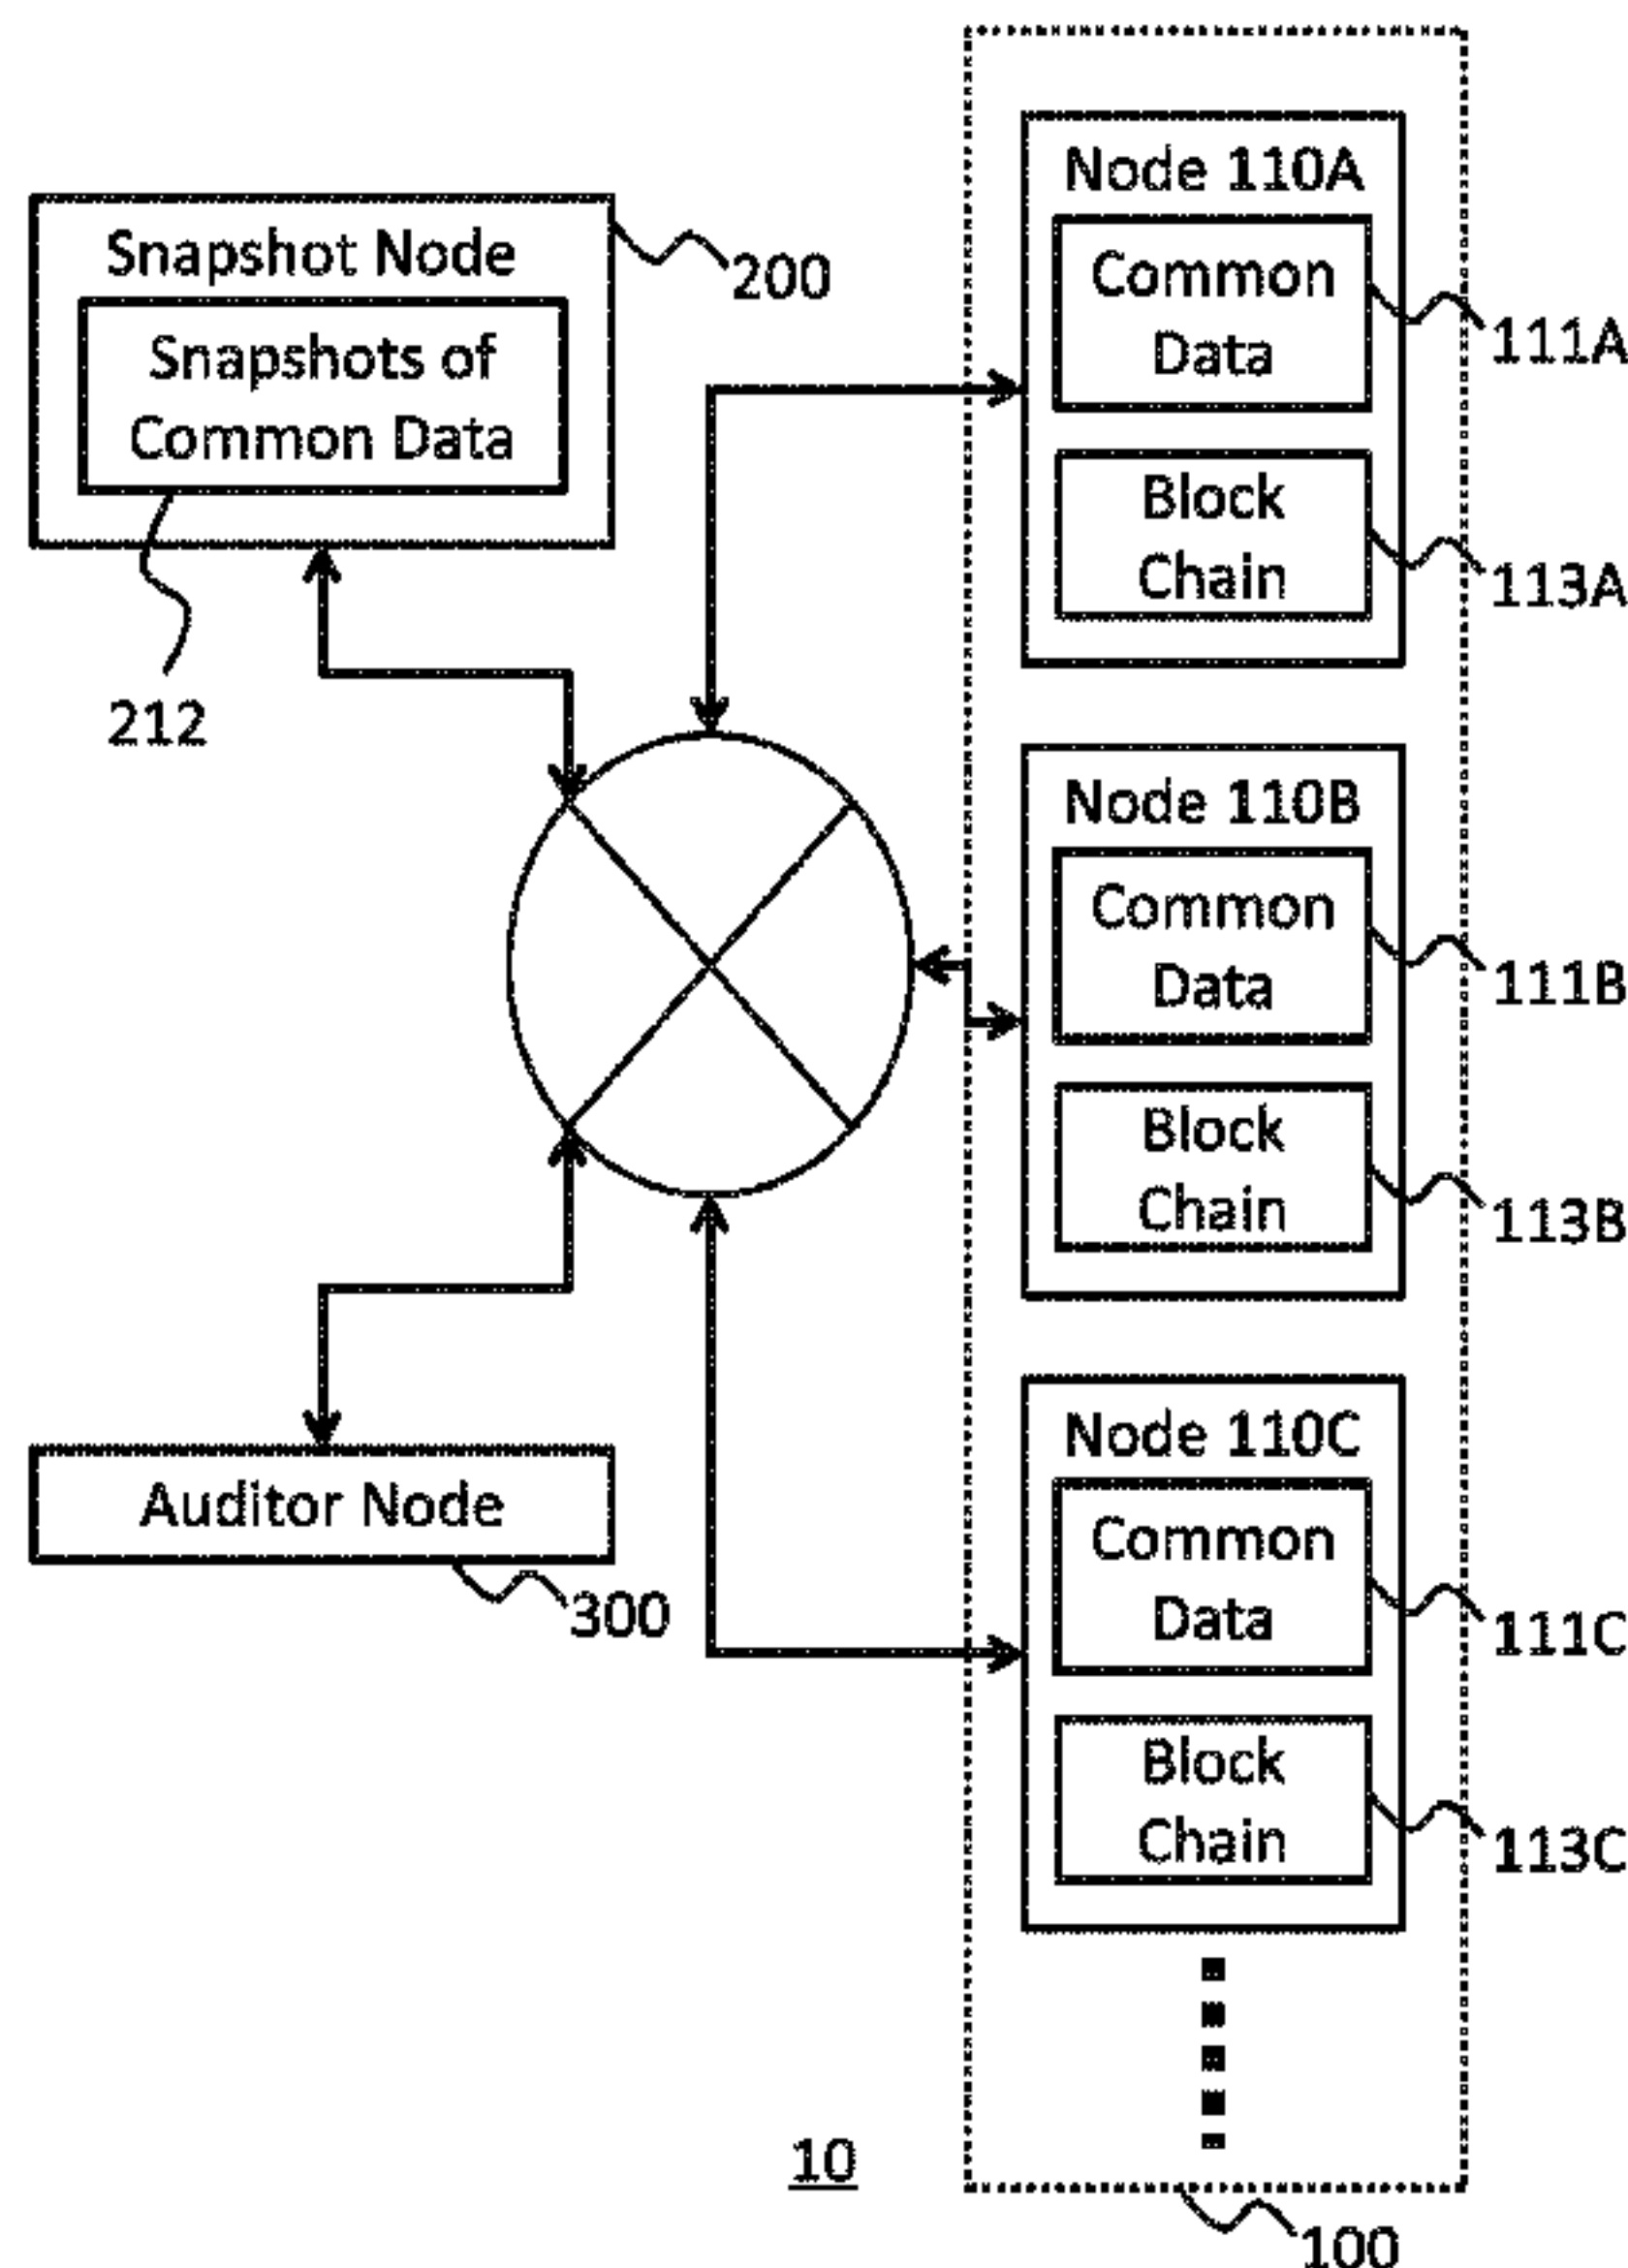 Snapshot Node
Snapshots of
Common Data
200
212
Node 110A
Common
Data
111A
Block
Chain
113A
Node 110B
Common
Data
111B
Block
Chain
113B
Auditor Node
300
Node 110C
Common
Data
111C
Block
Chain
113C
10
100